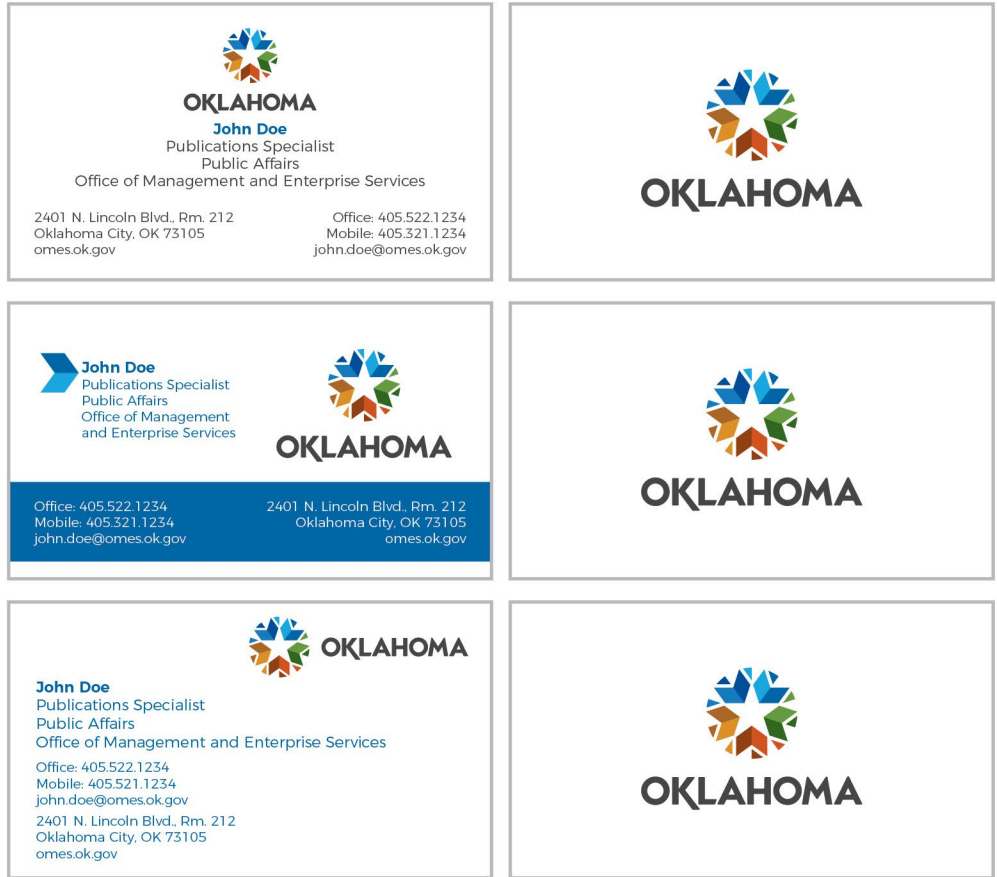 OKLAHOMA
John Doe
Publications Specialist
Public Affairs
Office of Management and Enterprise Services
2401 N. Lincoln Blvd., Rm. 212
Oklahoma City, OK 73105
omes.ok.gov
Office: 405.522.1234
Mobile: 405.321.1234
john.doe@omes.ok.gov
OKLAHOMA
John Doe
Publications Specialist
Public Affairs
Office of Management
and Enterprise Services
OKLAHOMA
Office: 405.522.1234
Mobile: 405.321.1234
john.doe@omes.ok.gov
2401 N. Lincoln Blvd., Rm. 212
Oklahoma City, OK 73105
omes.ok.gov
OKLAHOMA
OKLAHOMA
John Doe
Publications Specialist
Public Affairs
Office of Management and Enterprise Services
Office: 405.522.1234
Mobile: 405.521.1234
john.doe@omes.ok.gov
2401 N. Lincoln Blvd., Rm. 212
Oklahoma City, OK 73105
omes.ok.gov
OKLAHOMA